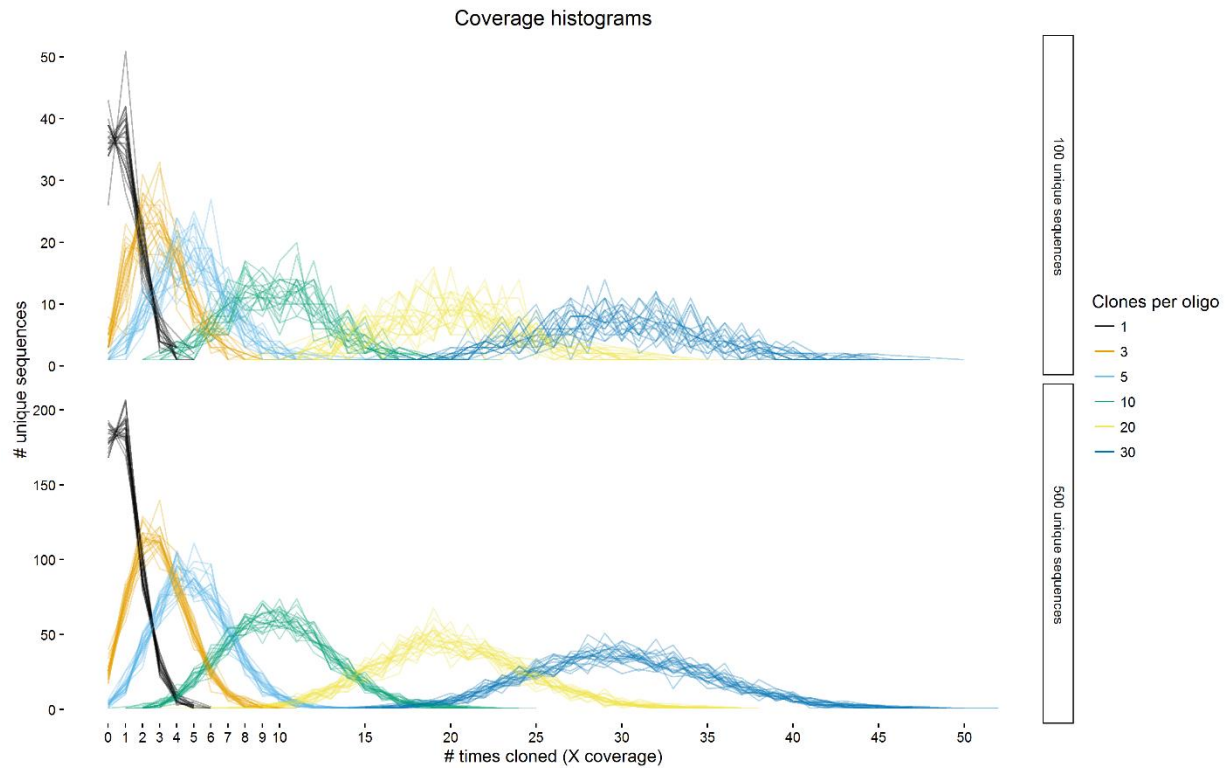 Coverage histograms
50
40
30
20
10
0
200
150
100
50
0
# unique sequences
0 1 2 3 4 5 6 7 8 9 10 15 20 25 30 35 40 45 50
# times cloned (X coverage)
100 unique sequences
500 unique sequences
Clones per oligo
1
3
5
10
20
30